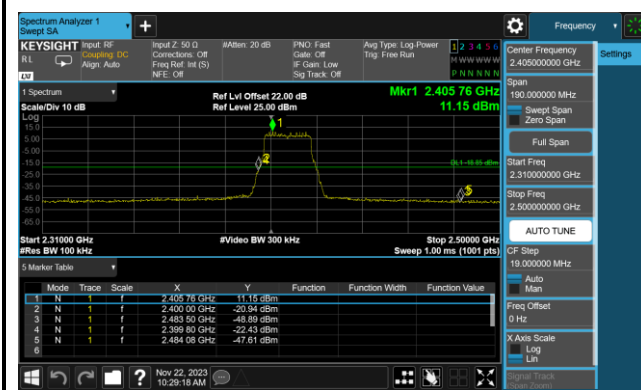 Spectrum Analyzer 1
Swept SA
+
Frequency
KEYSIGHT
RL
LXI
Input: RF
Coupling: DC
Align: Auto
Input Z: 50 Ω
Corrections: Off
Freq Ref: Int (S)
NFE: Off
#Atten: 20 dB
PNO: Fast
Gate: Off
IF Gain: Low
Sig Track: Off
Avg Type: Log-Power
Trig: Free Run
1 2 3 4 5 6
M W W W W W
P N N N N N
1 Spectrum
Scale/Div 10 dB
Ref Lvl Offset 22.00 dB
Ref Level 25.00 dBm
Mkr1 2.405 76 GHz
11.15 dBm
Log
15.0
5.00
-5.00
-15.0
-25.0
-35.0
-45.0
-55.0
-65.0
1
DL1 -18.85 dBm
Start 2.31000 GHz
#Res BW 100 kHz
#Video BW 300 kHz
Stop 2.50000 GHz
Sweep 1.00 ms (1001 pts)
5 Marker Table
Mode Trace Scale X Y Function Function Width Function Value
1 N 1 f 2.405 76 GHz 11.15 dBm
2 N 1 f 2.400 00 GHz -20.94 dBm
3 N 1 f 2.483 50 GHz -48.89 dBm
4 N 1 f 2.399 80 GHz -22.43 dBm
5 N 1 f 2.484 08 GHz -47.61 dBm
6
Nov 22, 2023
10:29:18 AM
Settings
Center Frequency
2.405000000 GHz
Span
190.000000 MHz
Swept Span
Zero Span
Full Span
Start Freq
2.310000000 GHz
Stop Freq
2.500000000 GHz
AUTO TUNE
CF Step
19.000000 MHz
Auto
Man
Freq Offset
0 Hz
X Axis Scale
Log
Lin
Signal Track
(Span Zoom)